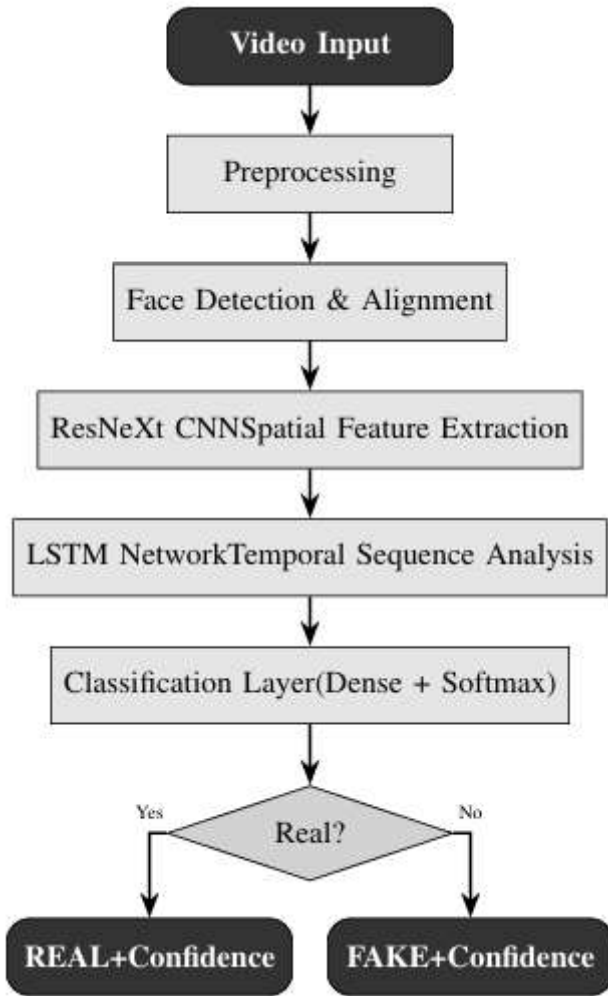 Video Input
Preprocessing
Face Detection & Alignment
ResNeXt CNNSpatial Feature Extraction
LSTM NetworkTemporal Sequence Analysis
Classification Layer(Dense + Softmax)
Yes
No
Real?
REAL+Confidence
FAKE+Confidence